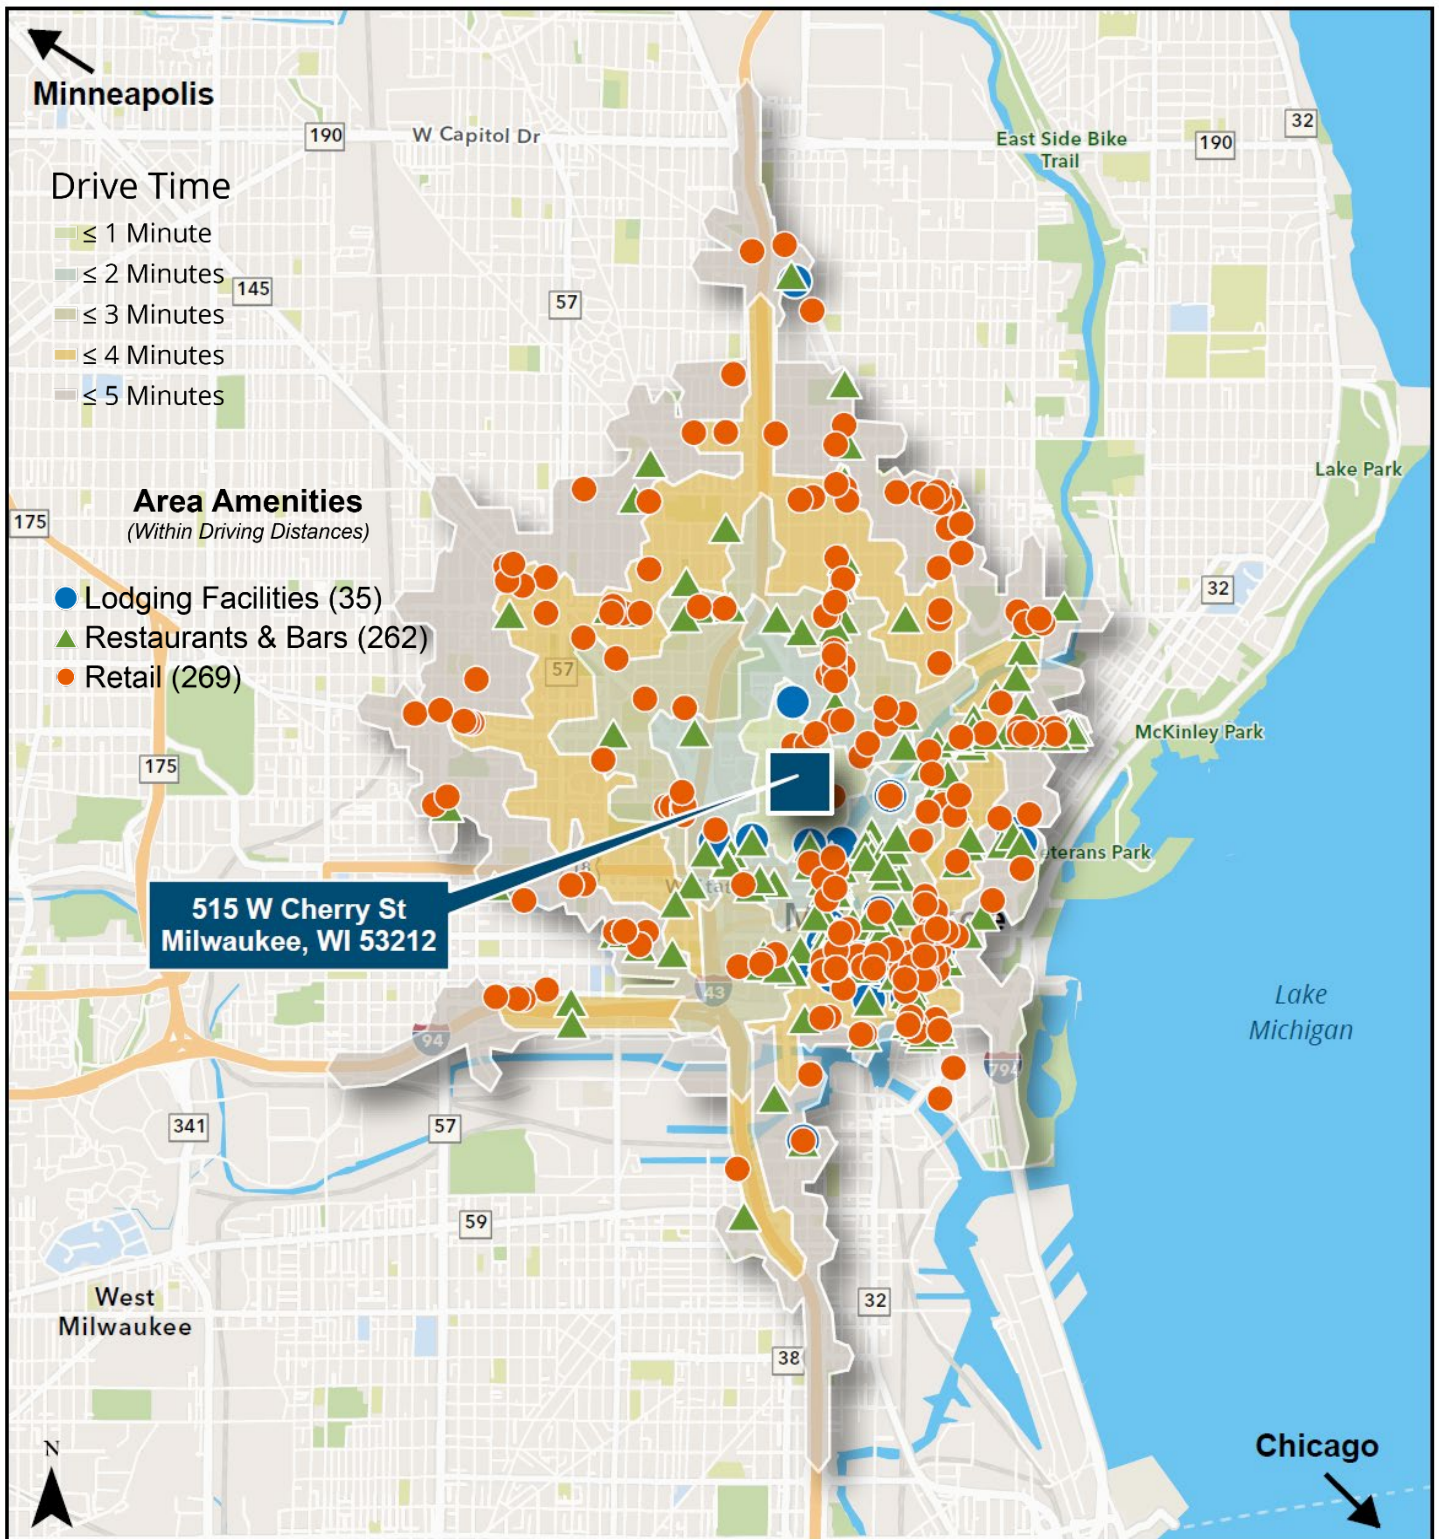 Minneapolis
190
W Capitol Dr
East Side Bike
Trail
190
32
Drive Time
≤ 1 Minute
≤ 2 Minutes
≤ 3 Minutes
≤ 4 Minutes
≤ 5 Minutes
145
57
Lake Park
Area Amenities
(Within Driving Distances)
175
32
Lodging Facilities (35)
Restaurants & Bars (262)
Retail (269)
57
McKinley Park
175
eterans Park
18
515 W Cherry St
Milwaukee, WI 53212
43
Lake
Michigan
94
794
341
57
59
West
Milwaukee
32
38
N
Chicago